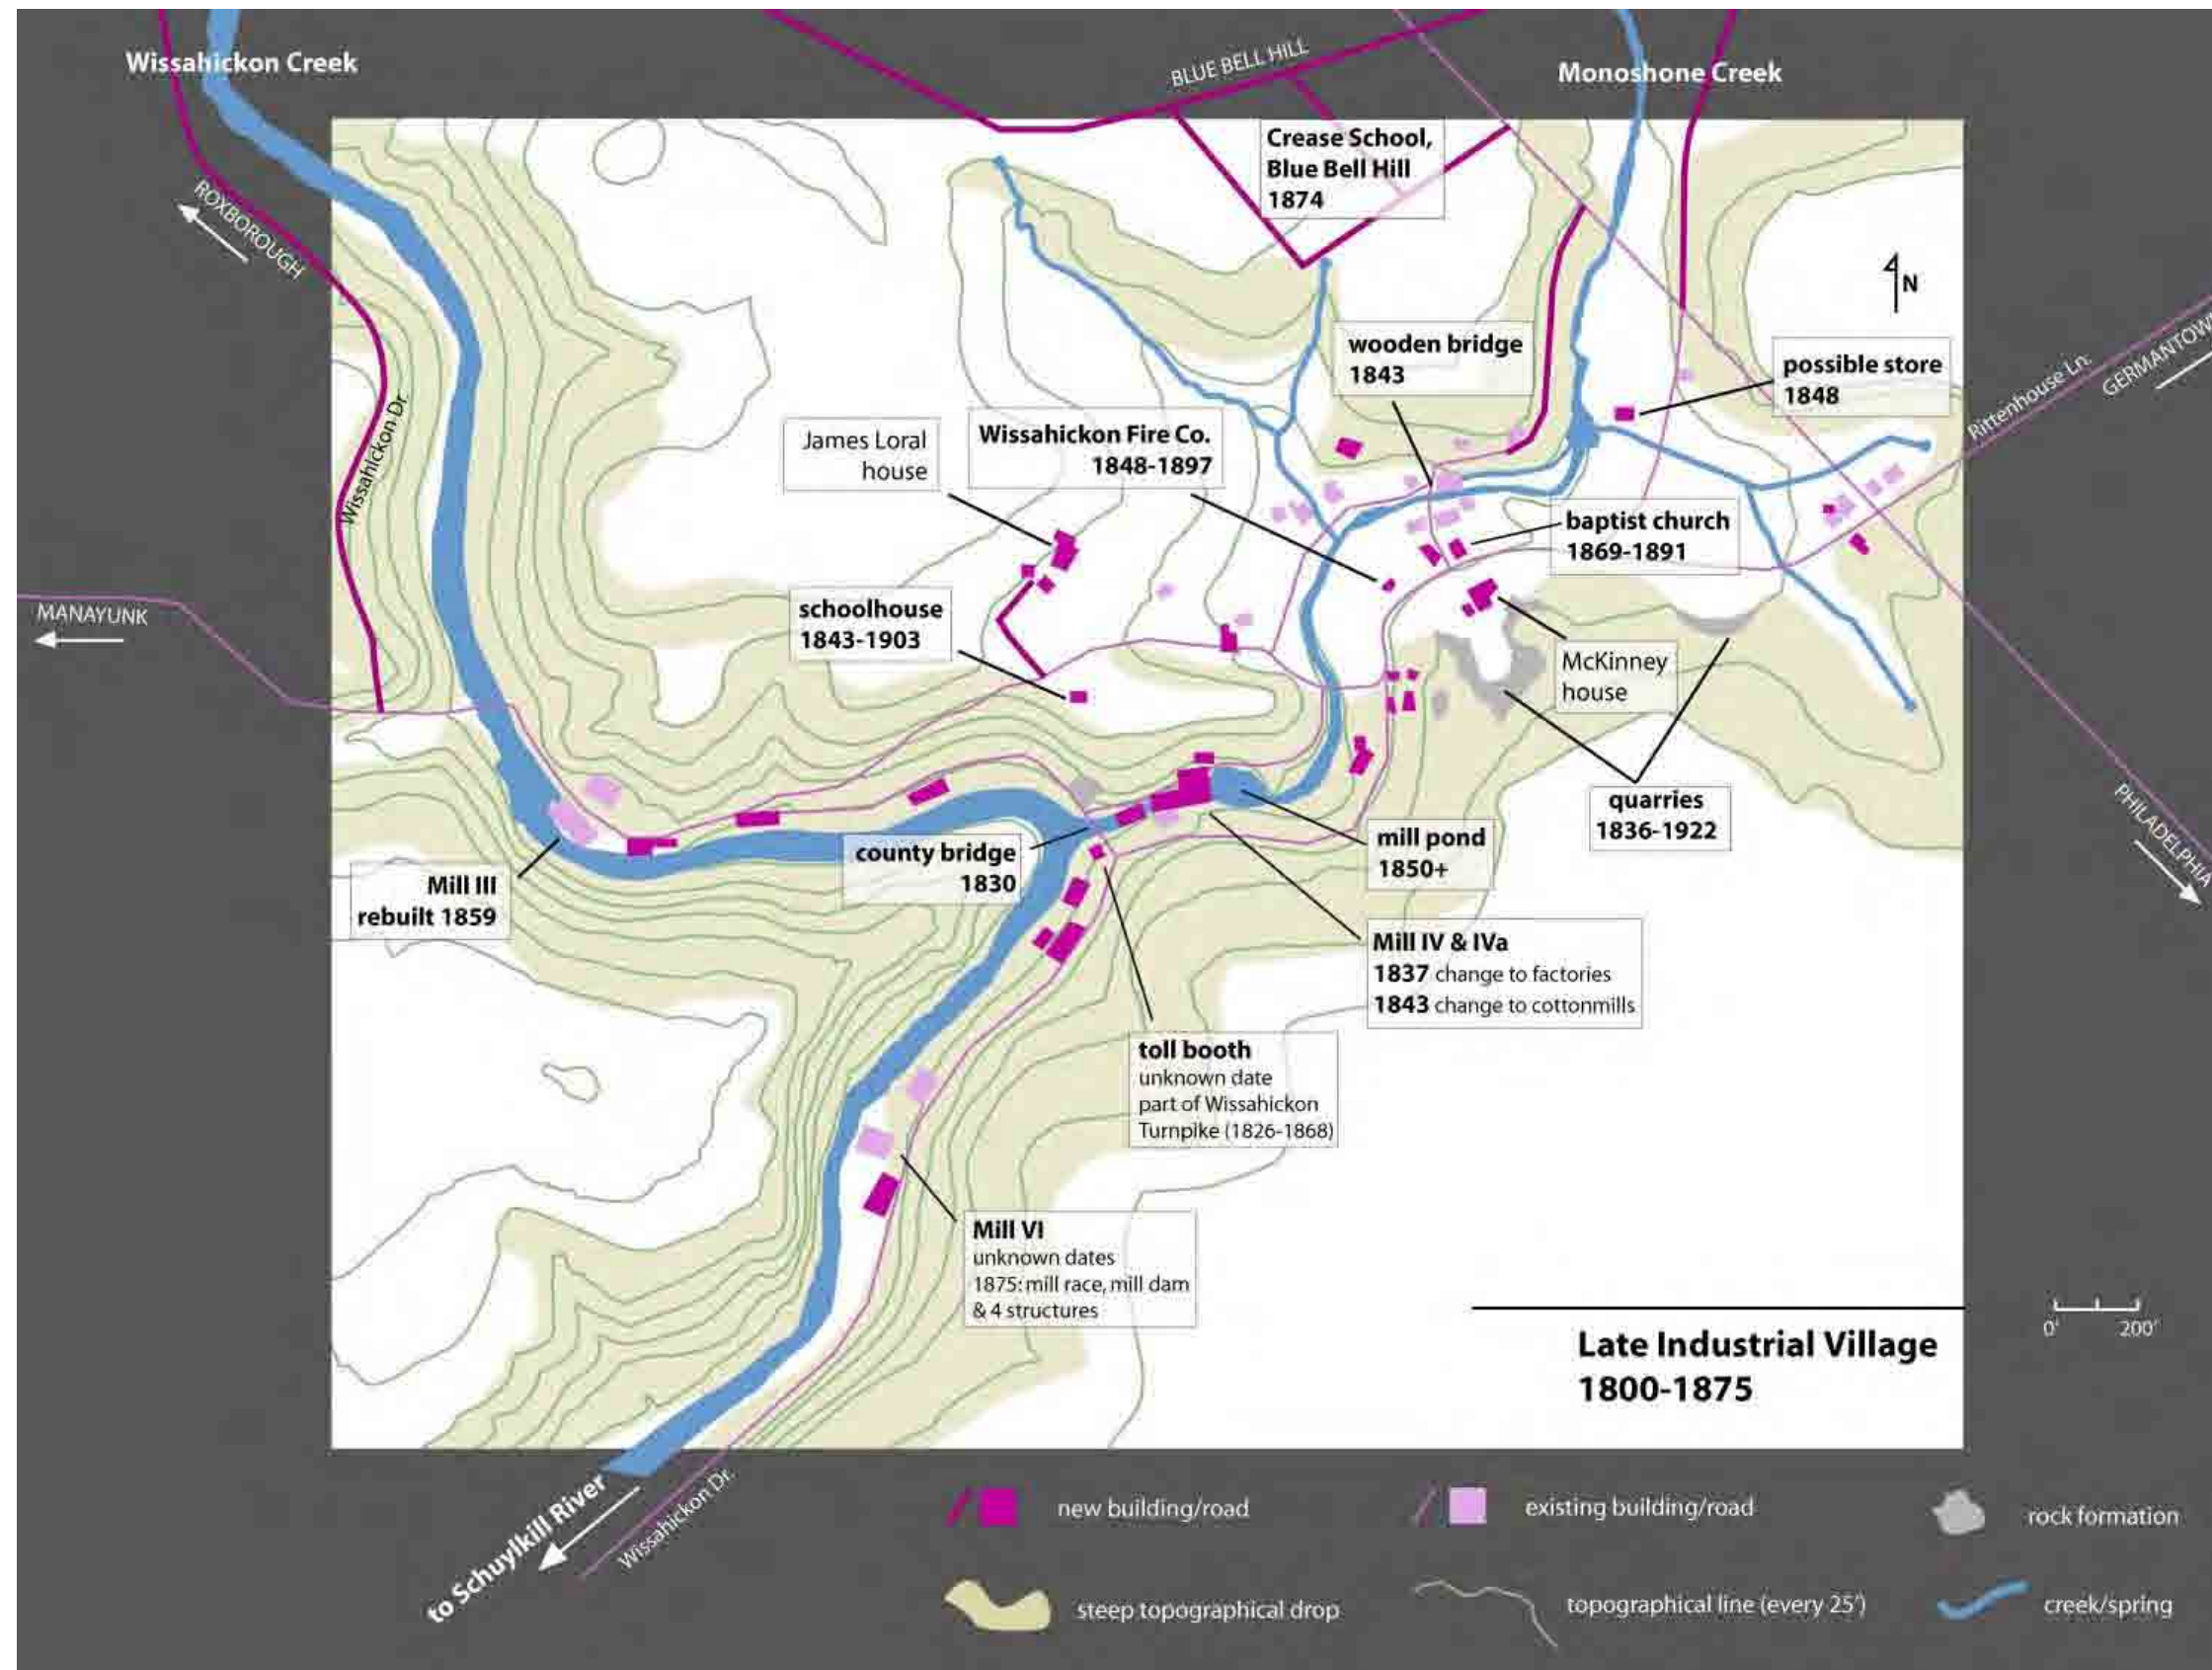 Wissahickon Creek
BLUE BELL HILL
Monoshone Creek
Crease School,
Blue Bell Hill
1874
ROXBOROUGH
N
wooden bridge
1843
possible store
1848
Rittenhouse Ln.
GERMANTOW
Wissahickon Dr.
James Loral
house
Wissahickon Fire Co.
1848-1897
baptist church
1869-1891
MANAYUNK
schoolhouse
1843-1903
McKinney
house
quarries
1836-1922
PHILADELPHIA
mill pond
1850+
county bridge
1830
Mill III
rebuilt 1859
Mill IV & IVa
1837 change to factories
1843 change to cottonmills
toll booth
unknown date
part of Wissahickon
Turnpike (1826-1868)
Mill VI
unknown dates
1875: mill race, mill dam
& 4 structures
0' 200'
Late Industrial Village
1800-1875
to Schuylkill River
Wissahickon Dr.
new building/road
existing building/road
rock formation
steep topographical drop
topographical line (every 25')
creek/spring